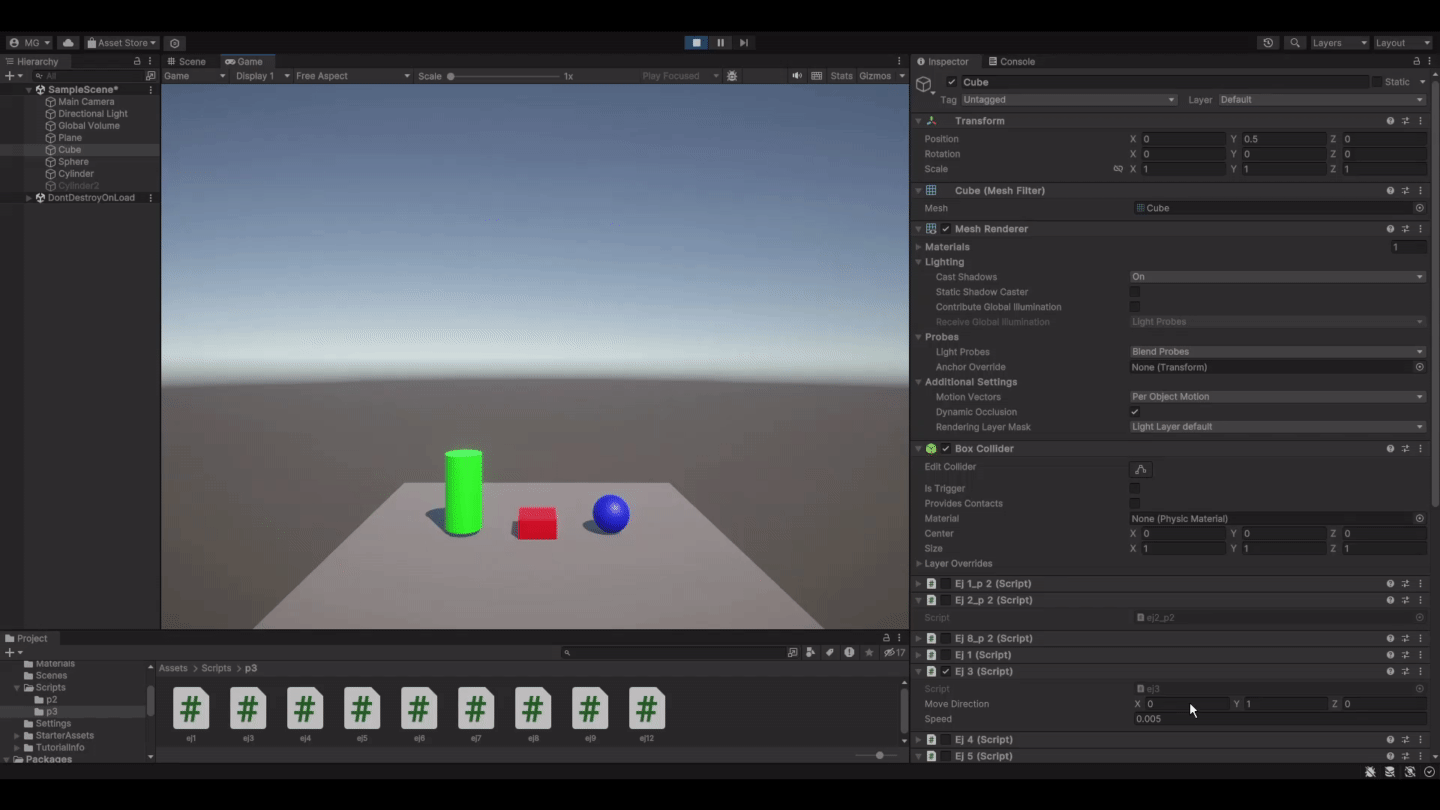 MG Asset Store Layers Layout
Hierarchy
All
SampleScene*
Main Camera
Directional Light
Global Volume
Plane
Cube
Sphere
Cylinder
Cylinder2
DontDestroyOnLoad
Scene Game
Game Display 1 Free Aspect Scale 1x Play Focused Stats Gizmos
Inspector Console
Cube Static
Tag Untagged Layer Default
Transform
Position X 0 Y 0.5 Z 0
Rotation X 0 Y 0 Z 0
Scale X 1 Y 1 Z 1
Cube (Mesh Filter)
Mesh Cube
Mesh Renderer
Materials 1
Lighting
Cast Shadows On
Static Shadow Caster
Contribute Global Illumination
Receive Global Illumination Light Probes
Probes
Light Probes Blend Probes
Anchor Override None (Transform)
Additional Settings
Motion Vectors Per Object Motion
Dynamic Occlusion
Rendering Layer Mask Light Layer default
Box Collider
Edit Collider
Is Trigger
Provides Contacts
Material None (Physic Material)
Center X 0 Y 0 Z 0
Size X 1 Y 1 Z 1
Layer Overrides
Ej 1_p 2 (Script)
Ej 2_p 2 (Script)
Script ej2_p2
Ej 8_p 2 (Script)
Ej 1 (Script)
Ej 3 (Script)
Script ej3
Move Direction X 0 Y 1 Z 0
Speed 0.005
Ej 4 (Script)
Ej 5 (Script)
Project
17
Materials
Scenes
Scripts
p2
p3
Settings
StarterAssets
TutorialInfo
Packages
Assets > Scripts > p3
# # # # # # # # #
ej1 ej3 ej4 ej5 ej6 ej7 ej8 ej9 ej12